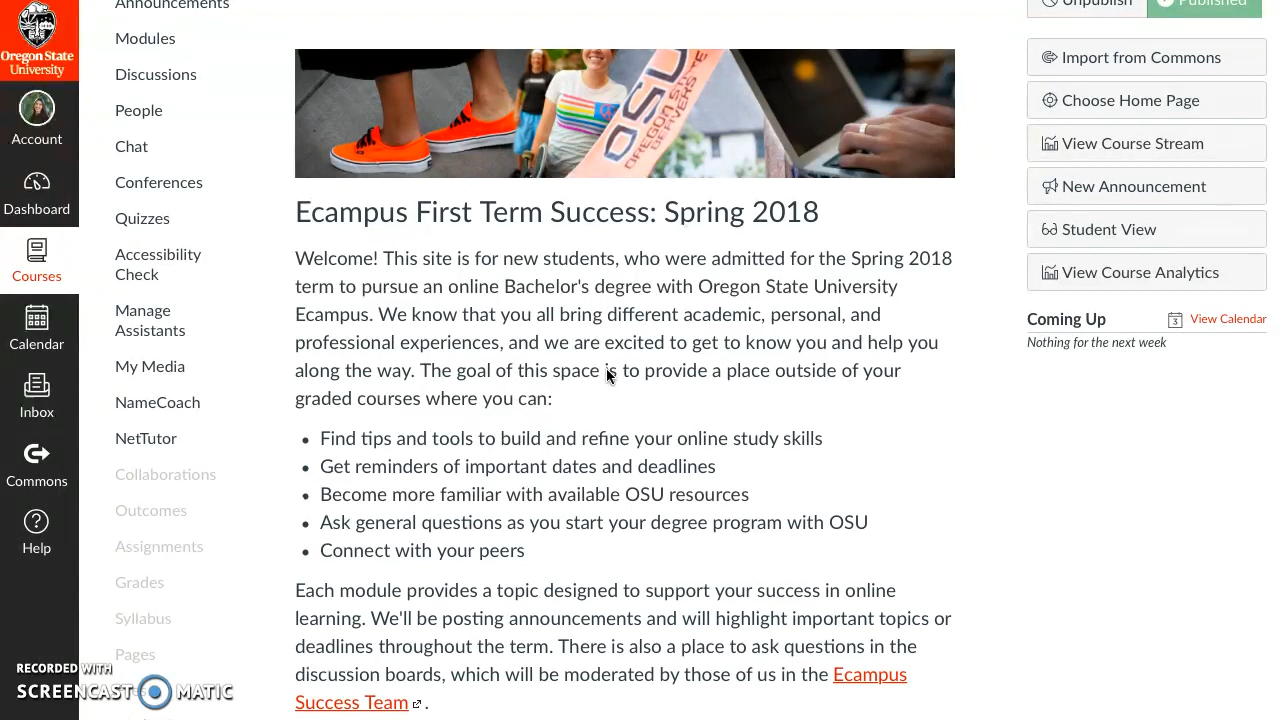 Oregon State
University
Account
Dashboard
Courses
Calendar
Inbox
Commons
Help
Announcements
Modules
Discussions
People
Chat
Conferences
Quizzes
Accessibility
Check
Manage
Assistants
My Media
NameCoach
NetTutor
Collaborations
Outcomes
Assignments
Grades
Syllabus
Pages
RECORDED WITH
SCREENCAST MATIC
OSU
OREGON STATE
BEAVERS
Ecampus First Term Success: Spring 2018
Welcome! This site is for new students, who were admitted for the Spring 2018
term to pursue an online Bachelor's degree with Oregon State University
Ecampus. We know that you all bring different academic, personal, and
professional experiences, and we are excited to get to know you and help you
along the way. The goal of this space is to provide a place outside of your
graded courses where you can:
• Find tips and tools to build and refine your online study skills
• Get reminders of important dates and deadlines
• Become more familiar with available OSU resources
• Ask general questions as you start your degree program with OSU
• Connect with your peers
Each module provides a topic designed to support your success in online
learning. We'll be posting announcements and will highlight important topics or
deadlines throughout the term. There is also a place to ask questions in the
discussion boards, which will be moderated by those of us in the Ecampus
Success Team .
Unpublish
Published
Import from Commons
Choose Home Page
View Course Stream
New Announcement
Student View
View Course Analytics
Coming Up
3 View Calendar
Nothing for the next week